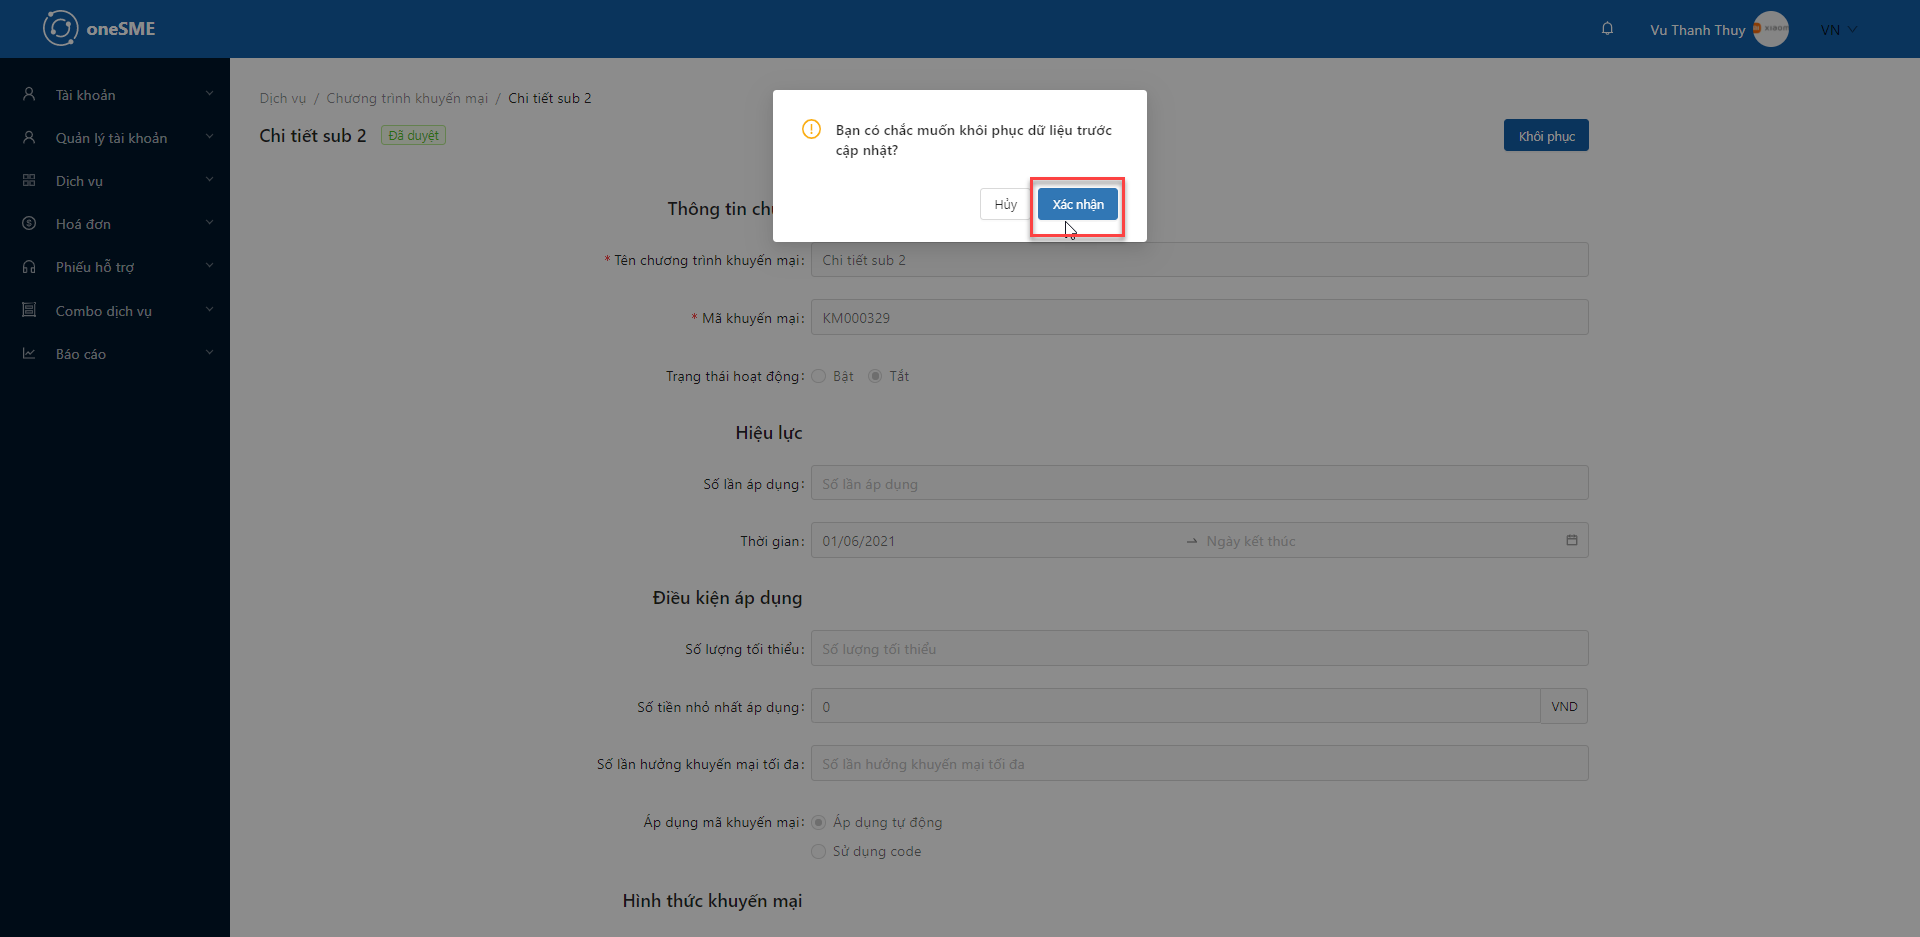 oneSME
Vu Thanh Thuy
VN
Tài khoản
Quản lý tài khoản
Dịch vụ
Hoá đơn
Phiếu hỗ trợ
Combo dịch vụ
Báo cáo
Dịch vụ / Chương trình khuyến mại / Chi tiết sub 2
Chi tiết sub 2 Đã duyệt
Khôi phục
Bạn có chắc muốn khôi phục dữ liệu trước
cập nhật?
Hủy Xác nhận
Thông tin
* Tên chương trình khuyến mại: Chi tiết sub 2
* Mã khuyến mại: KM000329
Trạng thái hoạt động: Bật Tắt
Hiệu lực
Số lần áp dụng: Số lần áp dụng
Thời gian: 01/06/2021 → Ngày kết thúc
Điều kiện áp dụng
Số lượng tối thiểu: Số lượng tối thiểu
Số tiền nhỏ nhất áp dụng: 0 VND
Số lần hưởng khuyến mại tối đa: Số lần hưởng khuyến mại tối đa
Áp dụng mã khuyến mại: Áp dụng tự động
Sử dụng code
Hình thức khuyến mại